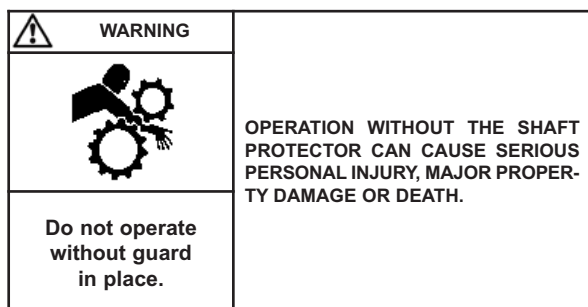 WARNING
Do not operate
without guard
in place.
OPERATION WITHOUT THE SHAFT
PROTECTOR CAN CAUSE SERIOUS
PERSONAL INJURY, MAJOR PROPER-
TY DAMAGE OR DEATH.